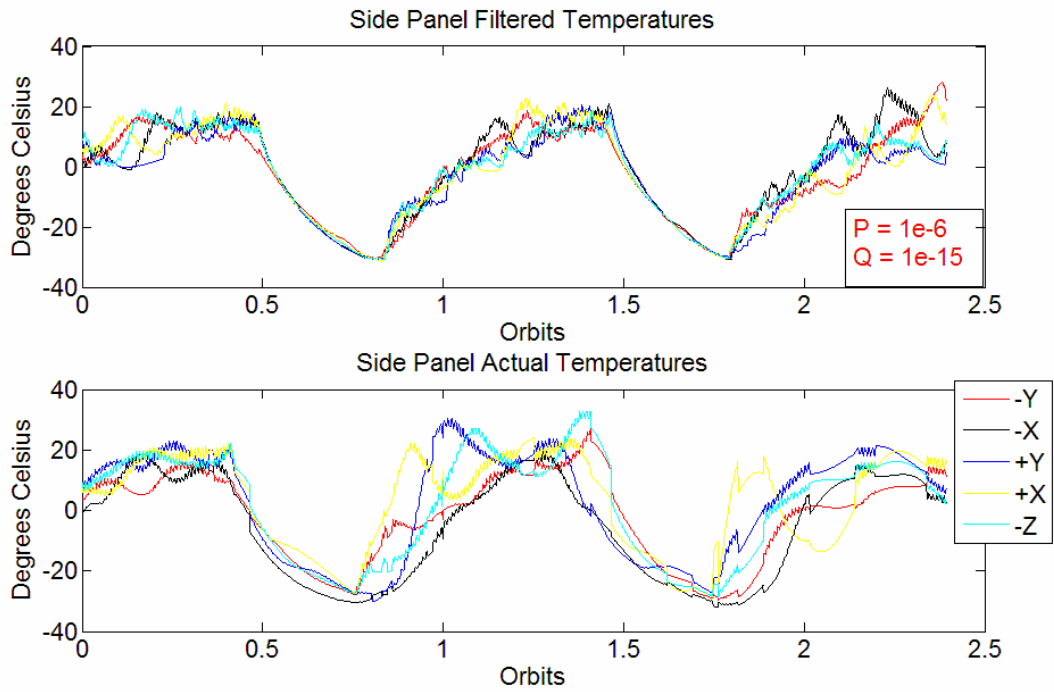 Side Panel Filtered Temperatures
40
20
0
-20
-40
Degrees Celsius
P = 1e-6
Q = 1e-15
0 0.5 1 1.5 2 2.5
Orbits
Side Panel Actual Temperatures
40
20
0
-20
-40
Degrees Celsius
-Y
-X
+Y
+X
-Z
0 0.5 1 1.5 2 2.5
Orbits